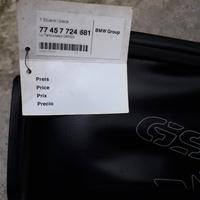 1 Stück/piece
77 45 7 724 681
BMW Group
Preis
Price
Prix
Precio
GS